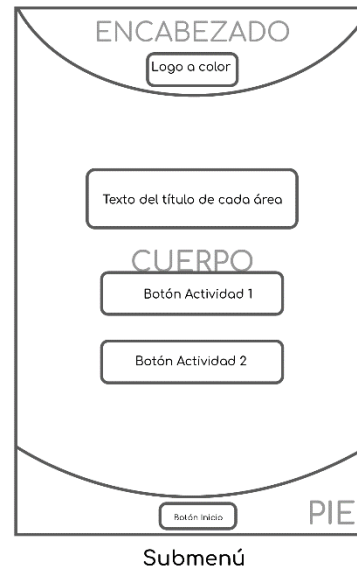 ENCABEZADO
Logo a color
Texto del título de cada área
CUERPO
Botón Actividad 1
Botón Actividad 2
Botón Inicio
PIE
Submenú